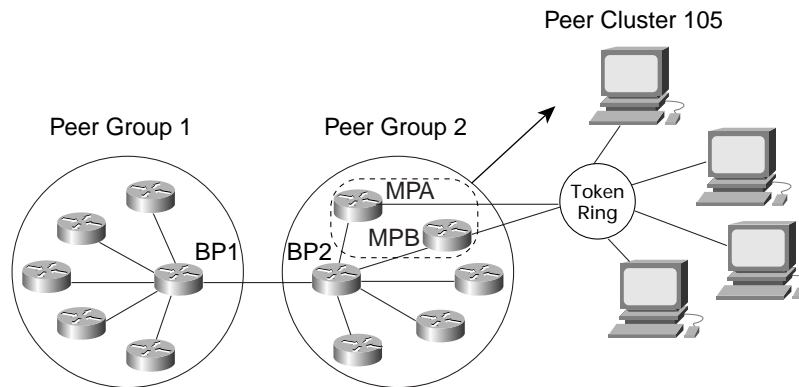 Peer Cluster 105
Peer Group 1
Peer Group 2
MPA
Token
Ring
MPB
BP1
BP2